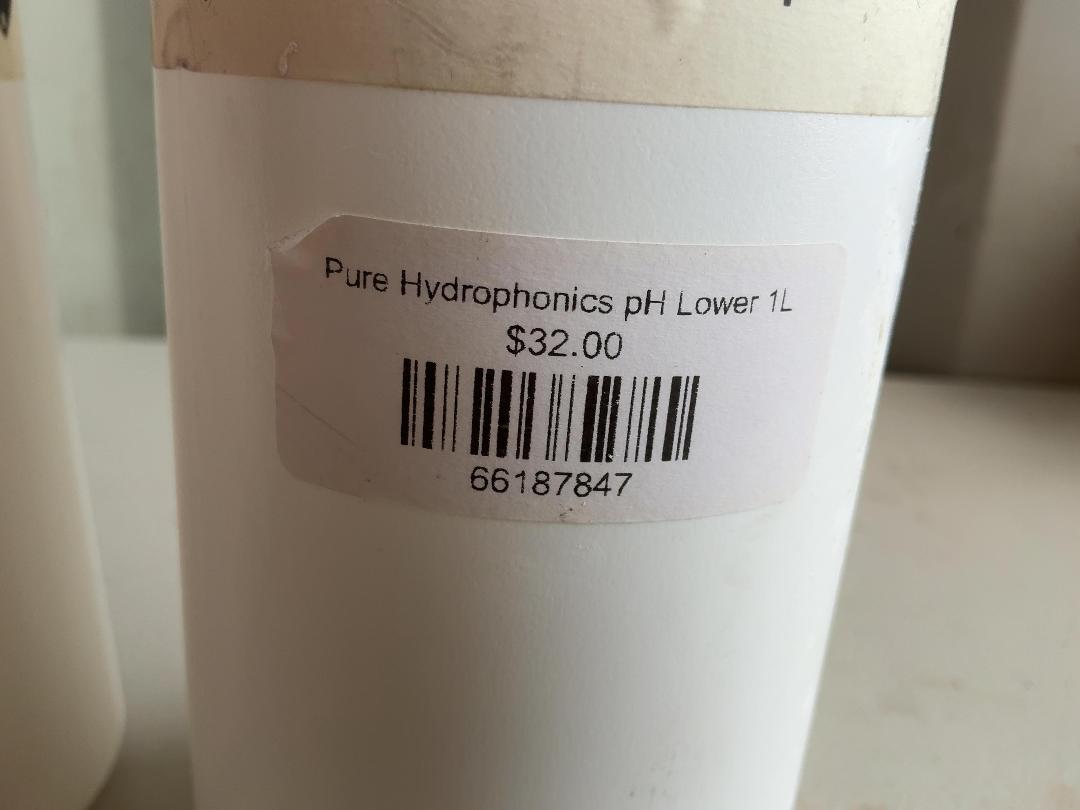 Pure Hydrophonics pH Lower 1L
$32.00
66187847